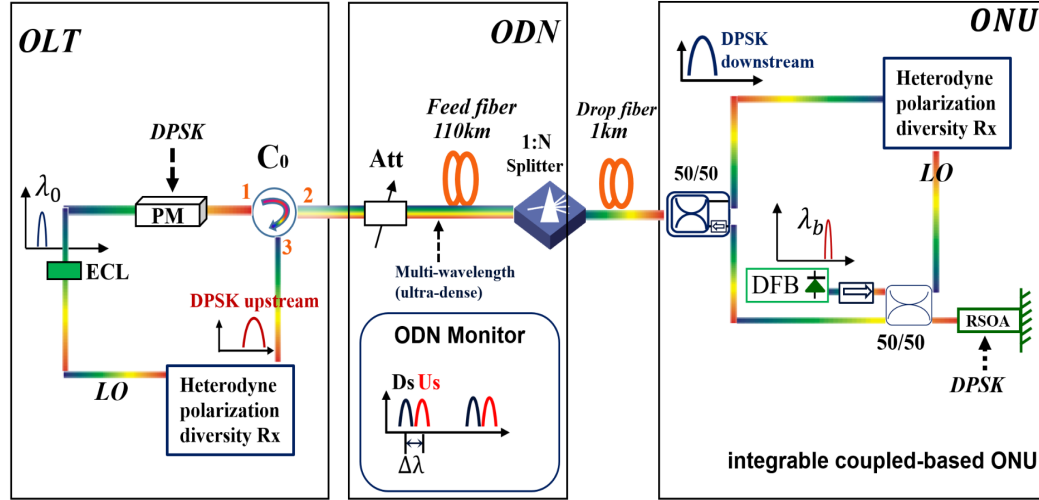 OLT
λ0
DPSK
PM
ECL
C0
1
2
3
DPSK upstream
LO
Heterodyne
polarization
diversity Rx
ODN
Att
Feed fiber
110km
1:N
Splitter
Multi-wavelength
(ultra-dense)
ODN Monitor
Ds Us
Δλ
Drop fiber
1km
ONU
DPSK
downstream
50/50
Heterodyne
polarization
diversity Rx
LO
λb
DFB
50/50
RSOA
DPSK
integrable coupled-based ONU